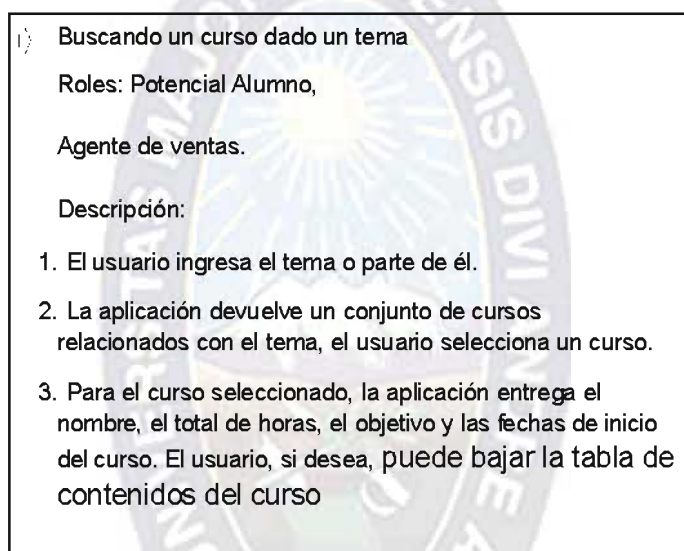 1) Buscando un curso dado un tema
Roles: Potencial Alumno,
Agente de ventas.
Descripción:
1. El usuario ingresa el tema o parte de él.
2. La aplicación devuelve un conjunto de cursos
relacionados con el tema, el usuario selecciona un curso.
3. Para el curso seleccionado, la aplicación entrega el
nombre, el total de horas, el objetivo y las fechas de inicio
del curso. El usuario, si desea, puede bajar la tabla de
contenidos del curso